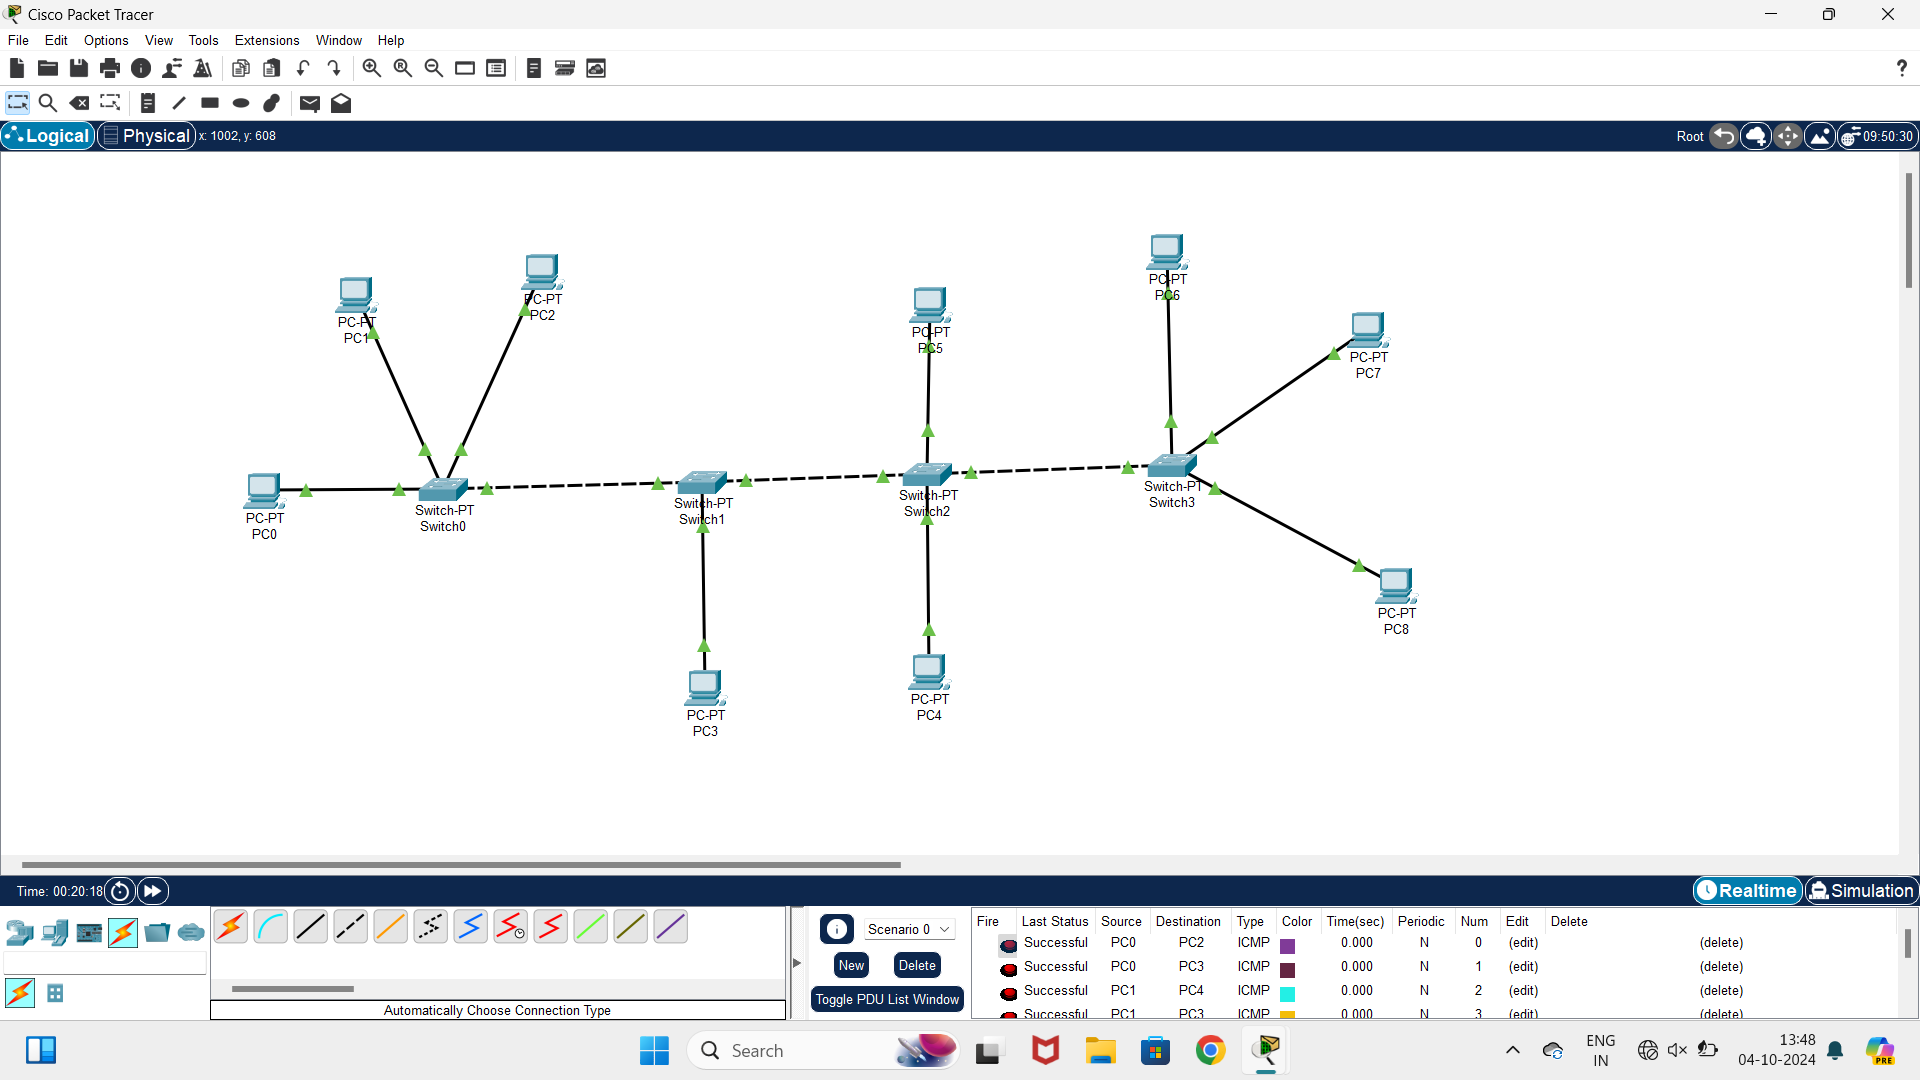 Cisco Packet Tracer
File Edit Options View Tools Extensions Window Help
?
Logical Physical x: 1002, y: 608 Root 09:50:30
PC-PT
PC6
PC-PT
PC2
PC-PT
PC1
PC-PT
PC5
PC-PT
PC7
PC-PT
PC0
Switch-PT
Switch0
Switch-PT
Switch1
Switch-PT
Switch2
Switch-PT
Switch3
PC-PT
PC8
PC-PT
PC3
PC-PT
PC4
Time: 00:20:18 Realtime Simulation
Automatically Choose Connection Type
Scenario 0
New Delete
Toggle PDU List Window
Fire Last Status Source Destination Type Color Time(sec) Periodic Num Edit Delete
Successful PC0 PC2 ICMP 0.000 N 0 (edit) (delete)
Successful PC0 PC3 ICMP 0.000 N 1 (edit) (delete)
Successful PC1 PC4 ICMP 0.000 N 2 (edit) (delete)
Successful PC1 PC3 ICMP 0.000 N 3 (edit) (delete)
Search
ENG
IN
13:48
04-10-2024
PRE